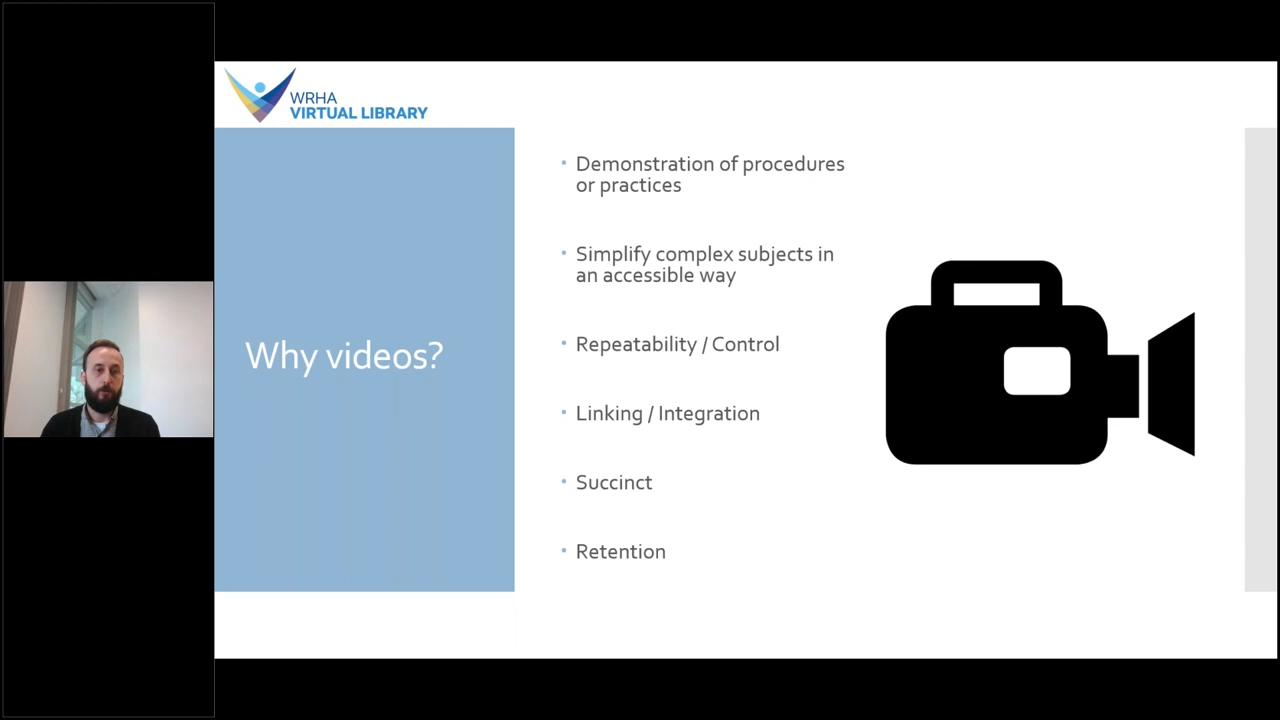 WRHA
VIRTUAL LIBRARY
Why videos?
• Demonstration of procedures
or practices
• Simplify complex subjects in
an accessible way
• Repeatability / Control
• Linking / Integration
• Succinct
• Retention